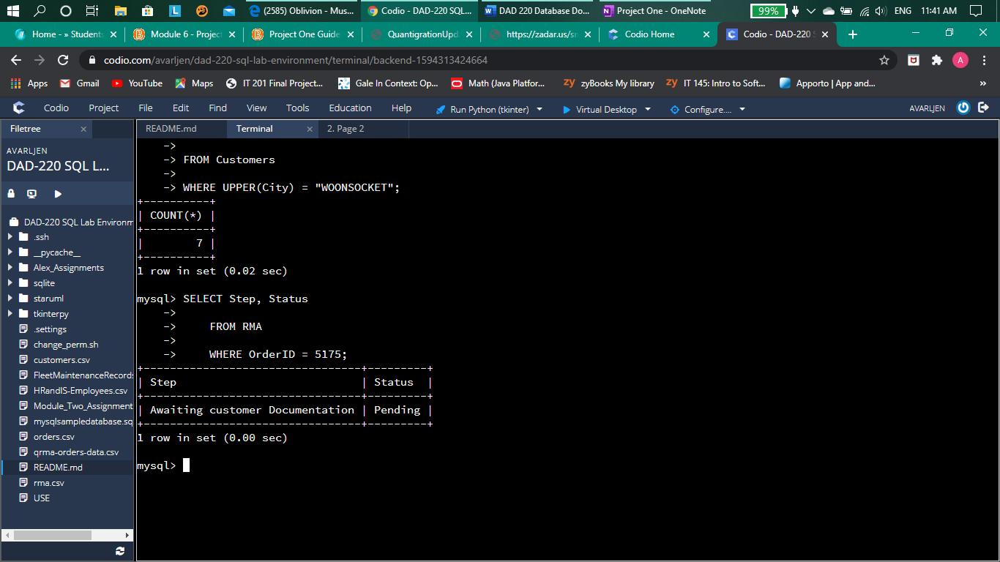 (2585) Oblivion - Mus...
Codio - DAD-220 SQL...
DAD 220 Database Do...
Project One - OneNote
99%
ENG
11:41 AM
Home - » Students
Module 6 - Project
Project One Guide
QuantigrationUpd
https://zadar.us/sn
Codio Home
Codio - DAD-220 S
codio.com/avarljen/dad-220-sql-lab-environment/terminal/backend-1594313424664
A
Apps
Gmail
YouTube
Maps
IT 201 Final Project...
Gale In Context: Op...
Math (Java Platfor...
zy zyBooks My library
zy IT 145: Intro to Soft...
Apporto | App and...
»
Codio Project File Edit Find View Tools Education Help Run Python (tkinter) Virtual Desktop Configure.... AVARLJEN
Filetree
README.md
Terminal
2. Page 2
AVARLJEN
DAD-220 SQL L...
DAD-220 SQL Lab Environm
.ssh
__pycache__
Alex_Assignments
sqlite
staruml
tkinterpy
.settings
change_perm.sh
customers.csv
FleetMaintenanceRecords
HRandIS-Employees.csv
Module_Two_Assignment
mysqlsampledatabase.sq
orders.csv
qrma-orders-data.csv
README.md
rma.csv
USE
->
-> FROM Customers
->
-> WHERE UPPER(City) = "WOONSOCKET";
+----------+
| COUNT(*) |
+----------+
|        7 |
+----------+
1 row in set (0.02 sec)
mysql> SELECT Step, Status
->
->     FROM RMA
->
->     WHERE OrderID = 5175;
+---------------------------------+---------+
| Step                            | Status  |
+---------------------------------+---------+
| Awaiting customer Documentation | Pending |
+---------------------------------+---------+
1 row in set (0.00 sec)
mysql>